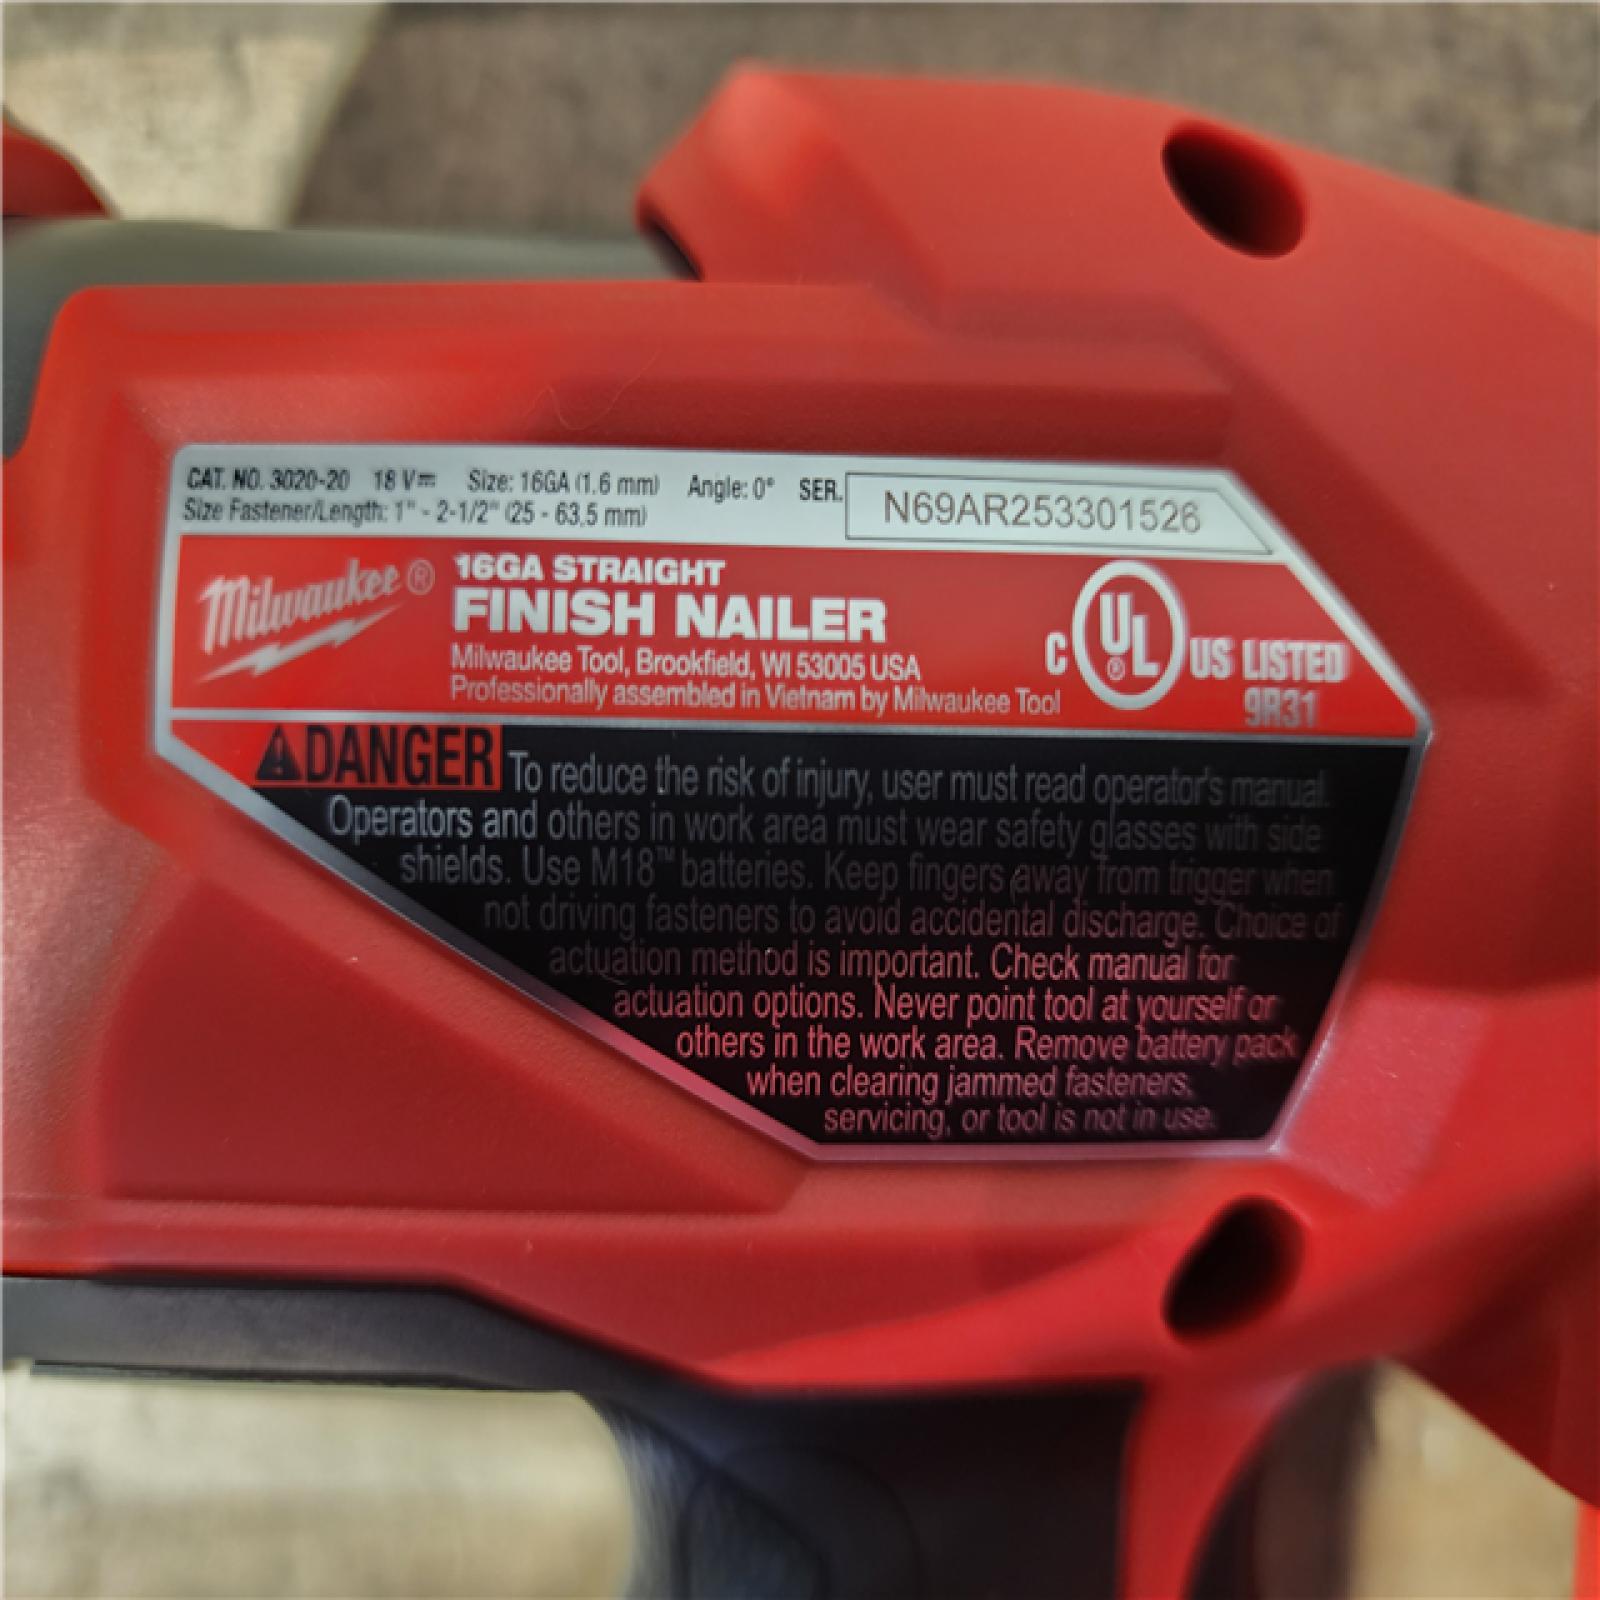 CAT. NO. 3020-20 18 V⎓ Size: 16GA (1.6 mm) Angle: 0° SER. N69AR253301526
Size Fastener/Length: 1" - 2-1/2" (25 - 63.5 mm)
Milwaukee®
16GA STRAIGHT
FINISH NAILER
Milwaukee Tool, Brookfield, WI 53005 USA
Professionally assembled in Vietnam by Milwaukee Tool
C UL® US LISTED
9R31
⚠DANGER To reduce the risk of injury, user must read operator's manual.
Operators and others in work area must wear safety glasses with side
shields. Use M18™ batteries. Keep fingers away from trigger when
not driving fasteners to avoid accidental discharge. Choice of
actuation method is important. Check manual for
actuation options. Never point tool at yourself or
others in the work area. Remove battery pack
when clearing jammed fasteners,
servicing, or tool is not in use.